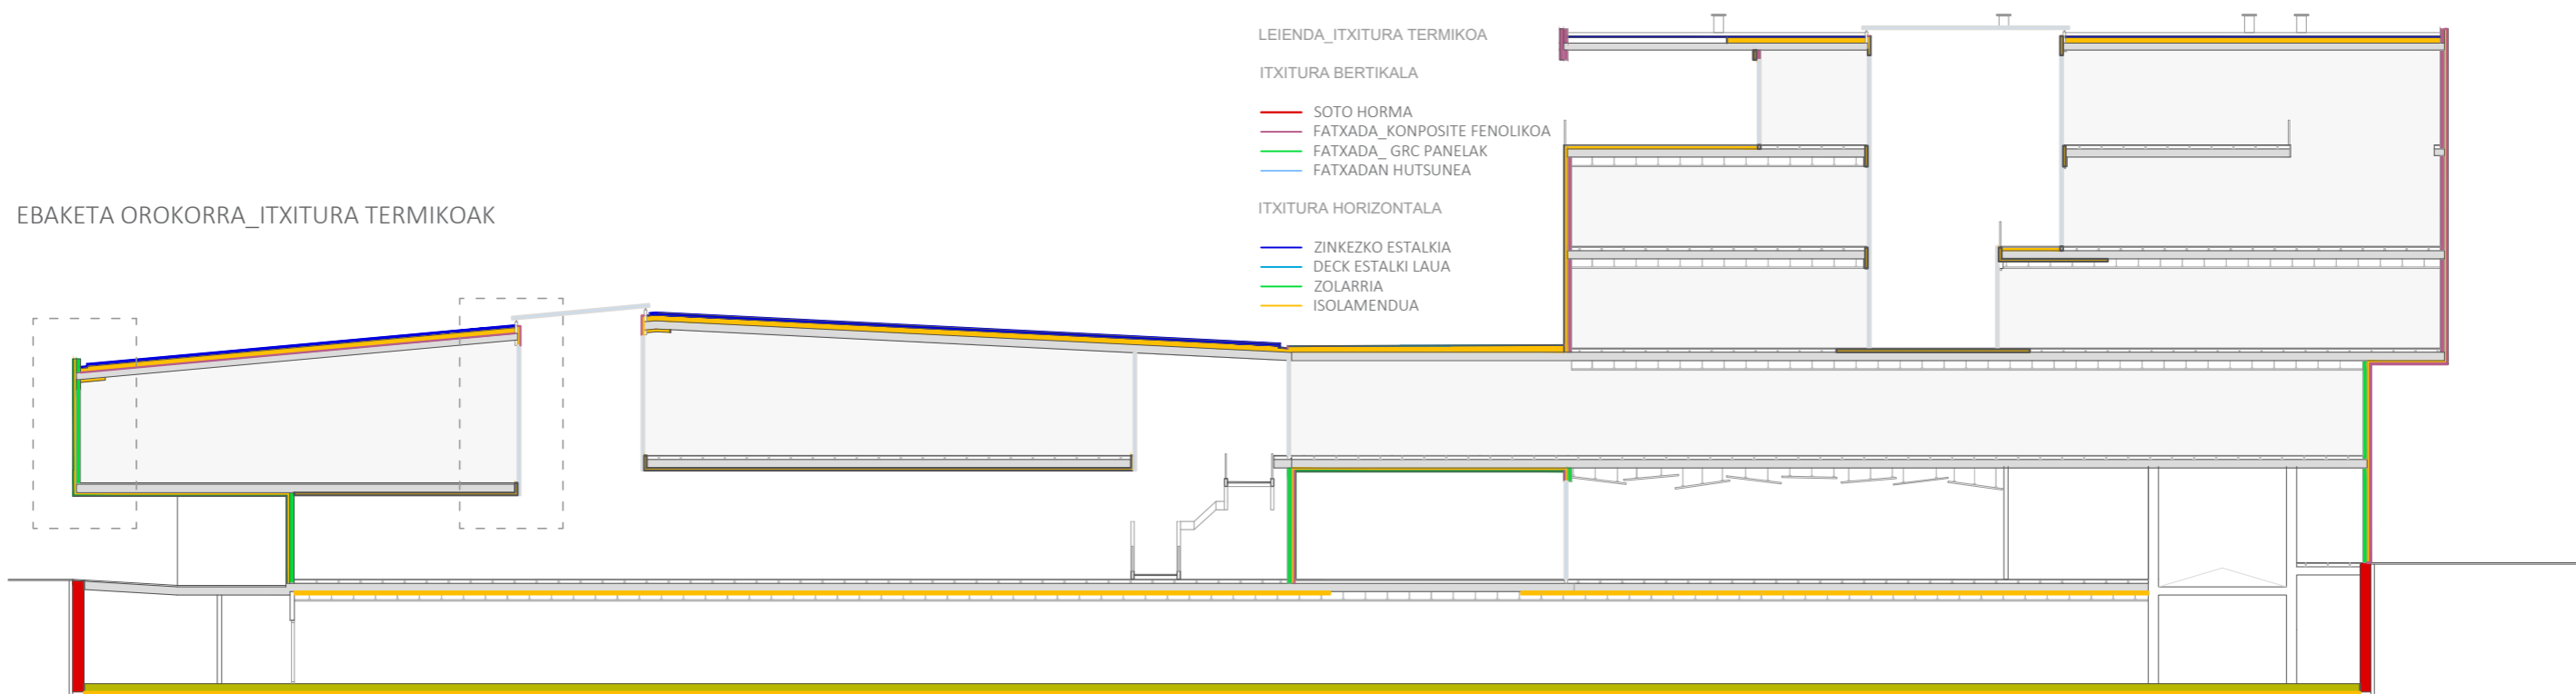 LEIENDA_ITXITURA TERMIKOA
ITXITURA BERTIKALA
SOTO HORMA
FATXADA_KONPOSITE FENOLIKOA
FATXADA_ GRC PANELAK
FATXADAN HUTSUNEA
EBAKETA OROKORRA_ITXITURA TERMIKOAK
ITXITURA HORIZONTALA
ZINKEZKO ESTALKIA
DECK ESTALKI LAUA
ZOLARRIA
ISOLAMENDUA